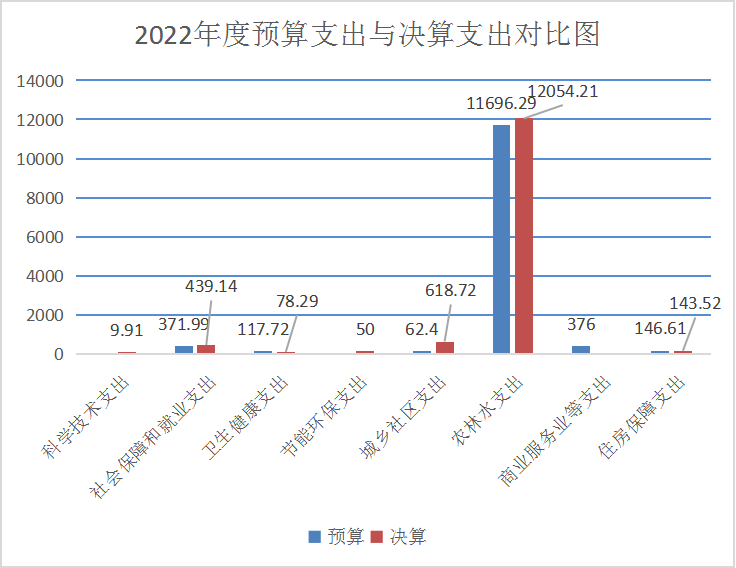 2022年度预算支出与决算支出对比图
14000
12000
10000
8000
6000
4000
2000
0
9.91
371.99
439.14
117.72
78.29
50
62.4
618.72
11696.29
12054.21
376
146.61
143.52
科学技术支出
社会保障和就业支出
卫生健康支出
节能环保支出
城乡社区支出
农林水支出
商业服务业等支出
住房保障支出
预算 决算